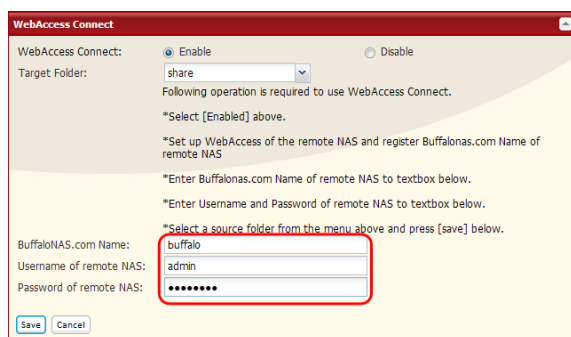 WebAccess Connect
WebAccess Connect: Enable Disable
Target Folder: share
Following operation is required to use WebAccess Connect.
*Select [Enabled] above.
*Set up WebAccess of the remote NAS and register Buffalonas.com Name of
remote NAS
*Enter Buffalonas.com Name of remote NAS to textbox below.
*Enter Username and Password of remote NAS to textbox below.
*Select a source folder from the menu above and press [save] below.
BuffaloNAS.com Name: buffalo
Username of remote NAS: admin
Password of remote NAS: ●●●●●●●●
Save Cancel